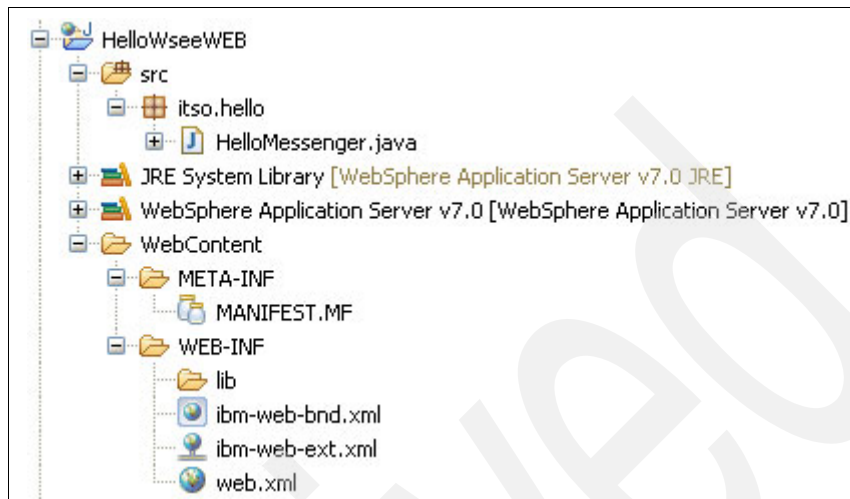 HelloWseeWEB
src
itso.hello
HelloMessenger.java
JRE System Library [WebSphere Application Server v7.0 JRE]
WebSphere Application Server v7.0 [WebSphere Application Server v7.0]
WebContent
META-INF
MANIFEST.MF
WEB-INF
lib
ibm-web-bnd.xml
ibm-web-ext.xml
web.xml